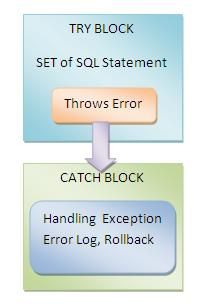 TRY BLOCK
SET of SQL Statement
Throws Error
CATCH BLOCK
Handling Exception
Error Log, Rollback